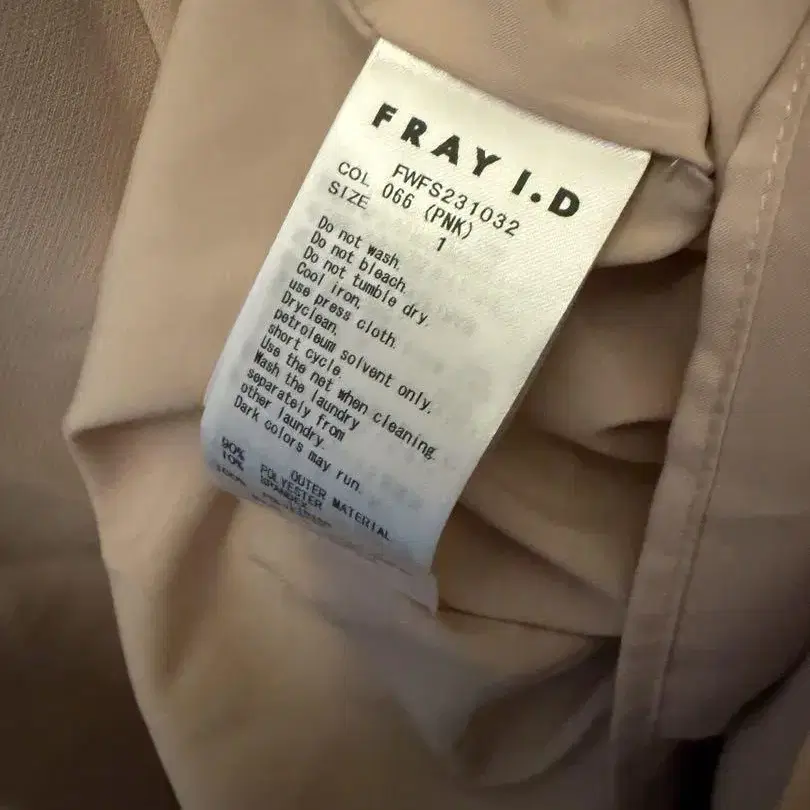 FRAY I.D
FWFS231032
COL 066 (PNK)
SIZE 1
Do not wash.
Do not bleach.
Do not tumble dry.
Cool iron,
use press cloth.
Dryclean,
petroleum solvent only,
short cycle.
Use the net when cleaning.
Wash the laundry
separately from
other laundry.
Dark colors may run.
OUTER MATERIAL
90% POLYESTER
10% SPANDEX
100%